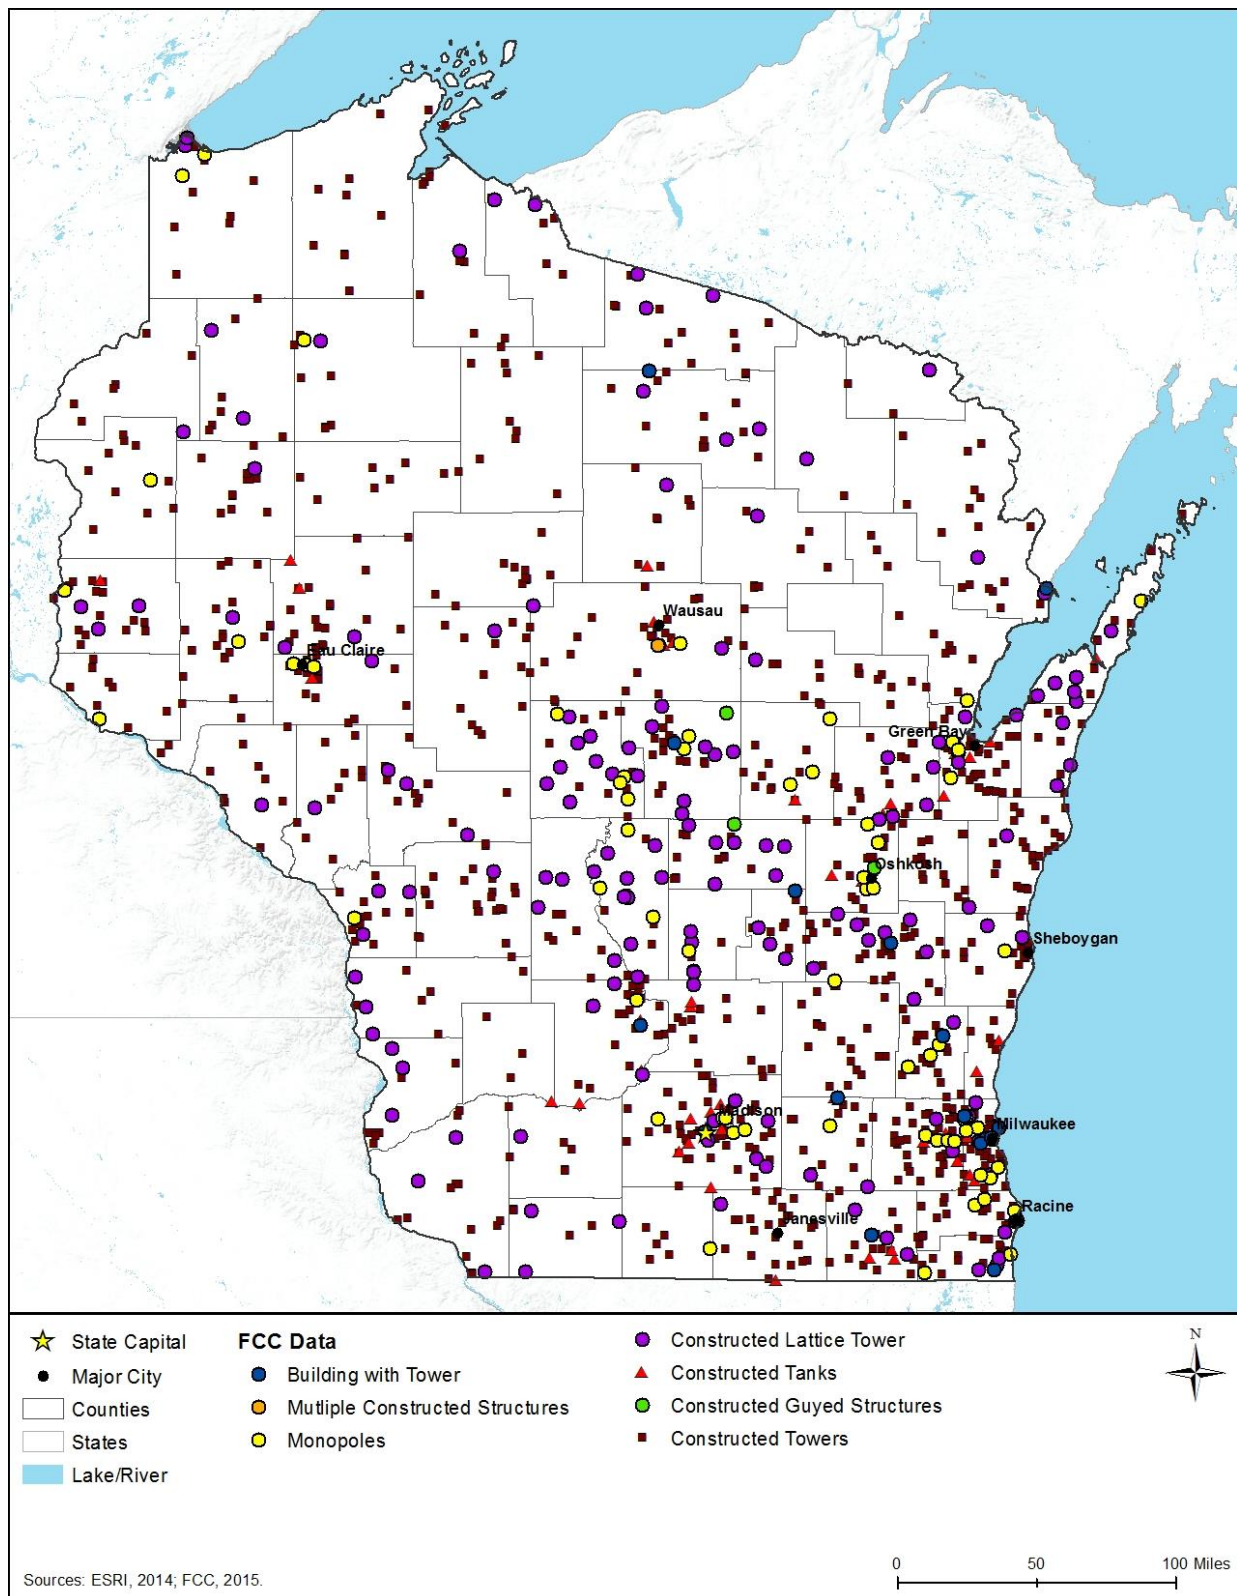 Wausau
Eau Claire
Green Bay
Oshkosh
Sheboygan
Madison
Milwaukee
Racine
Janesville
State Capital
Major City
Counties
States
Lake/River
FCC Data
Building with Tower
Mutliple Constructed Structures
Monopoles
Constructed Lattice Tower
Constructed Tanks
Constructed Guyed Structures
Constructed Towers
N
0 50 100 Miles
Sources: ESRI, 2014; FCC, 2015.